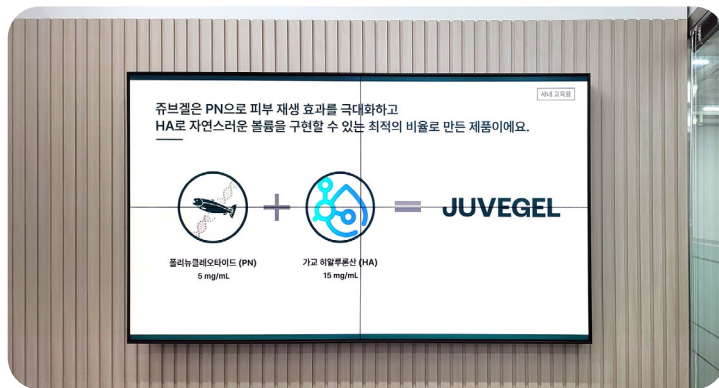 사내 교육용
쥬브겔은 PN으로 피부 재생 효과를 극대화하고
HA로 자연스러운 볼륨을 구현할 수 있는 최적의 비율로 만든 제품이에요.
+
=
JUVEGEL
폴리뉴클레오타이드 (PN)
5 mg/mL
가교 히알루론산 (HA)
15 mg/mL